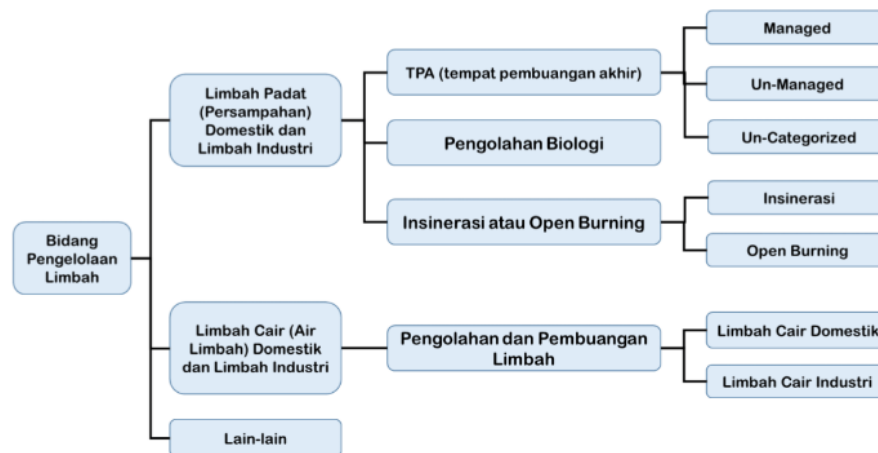 Bidang
Pengelolaan
Limbah
Limbah Padat
(Persampahan)
Domestik dan
Limbah Industri
TPA (tempat pembuangan akhir)
Managed
Un-Managed
Un-Categorized
Pengolahan Biologi
Insinerasi atau Open Burning
Insinerasi
Open Burning
Limbah Cair (Air
Limbah) Domestik
dan Limbah Industri
Pengolahan dan Pembuangan
Limbah
Limbah Cair Domestik
Limbah Cair Industri
Lain-lain